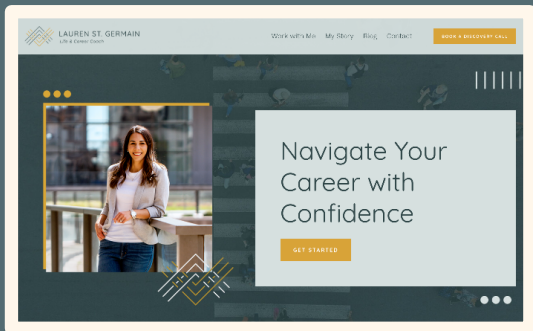 LAUREN ST. GERMAIN
Life & Career Coach
Work with Me My Story Blog Contact
BOOK A DISCOVERY CALL
Navigate Your
Career with
Confidence
GET STARTED